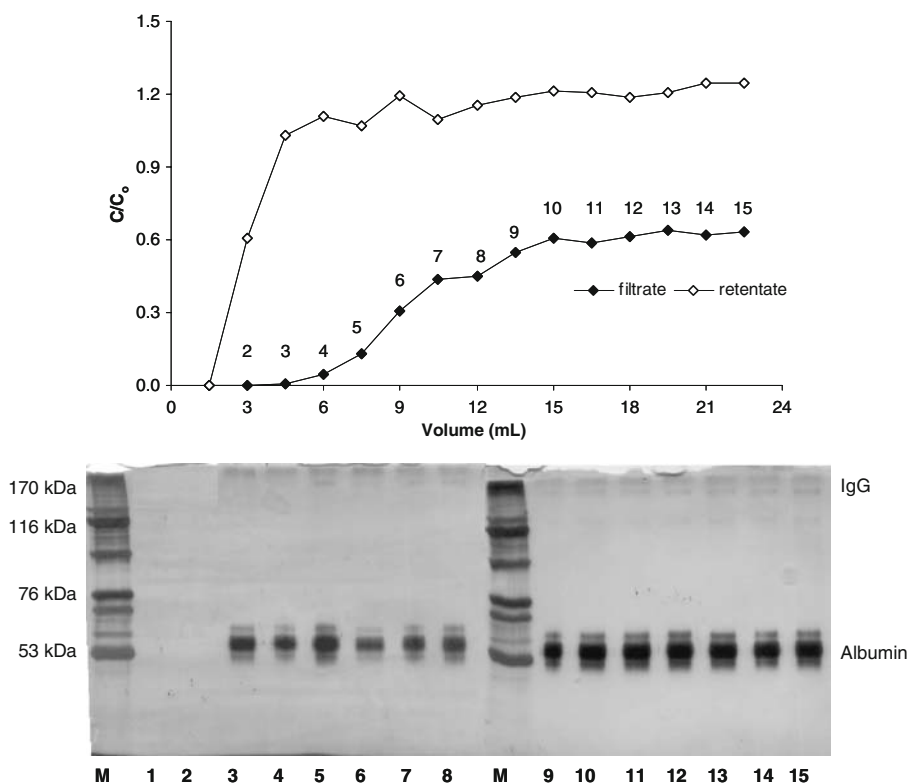 1.5
1.2
0.9
0.6
0.3
0.0
C/Co
2 3 4 5 6 7 8 9 10 11 12 13 14 15
filtrate retentate
0 3 6 9 12 15 18 21 24
Volume (mL)
170 kDa
116 kDa
76 kDa
53 kDa
IgG
Albumin
M 1 2 3 4 5 6 7 8 M 9 10 11 12 13 14 15